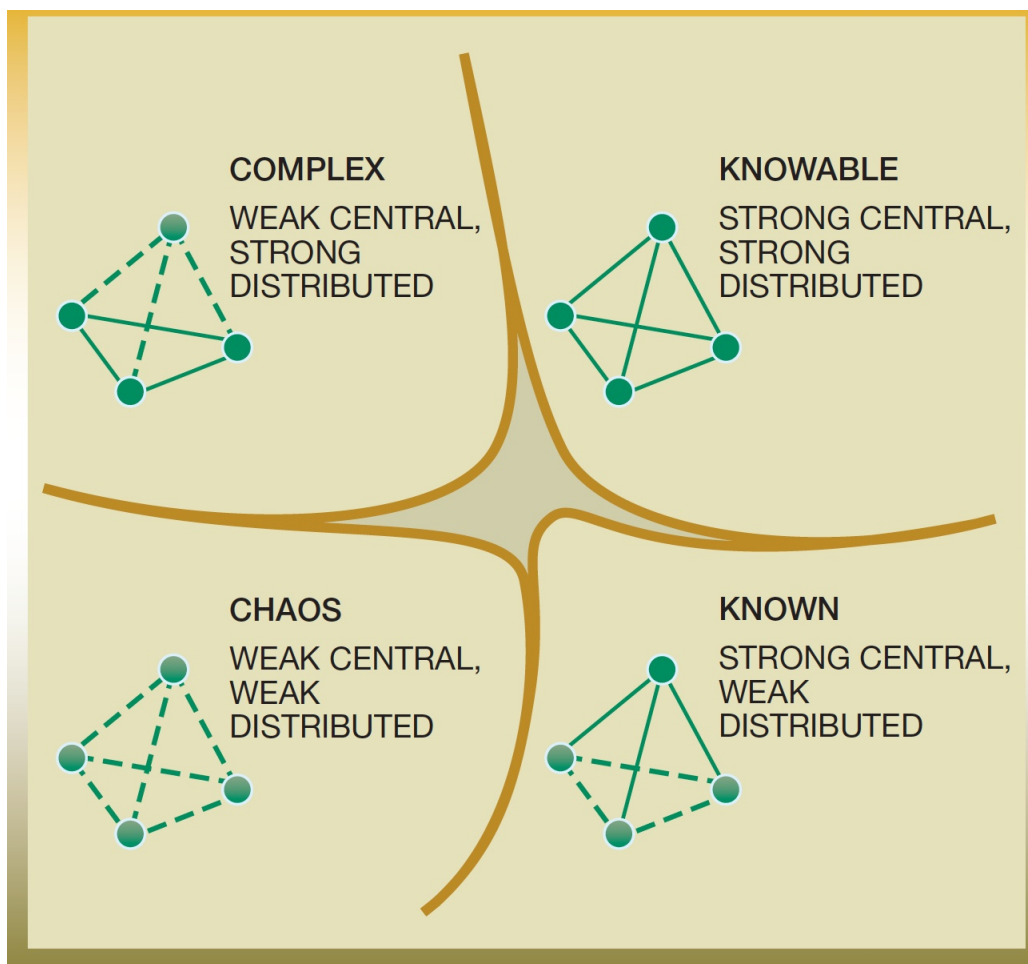 COMPLEX
WEAK CENTRAL,
STRONG
DISTRIBUTED
KNOWABLE
STRONG CENTRAL,
STRONG
DISTRIBUTED
CHAOS
WEAK CENTRAL,
WEAK
DISTRIBUTED
KNOWN
STRONG CENTRAL,
WEAK
DISTRIBUTED